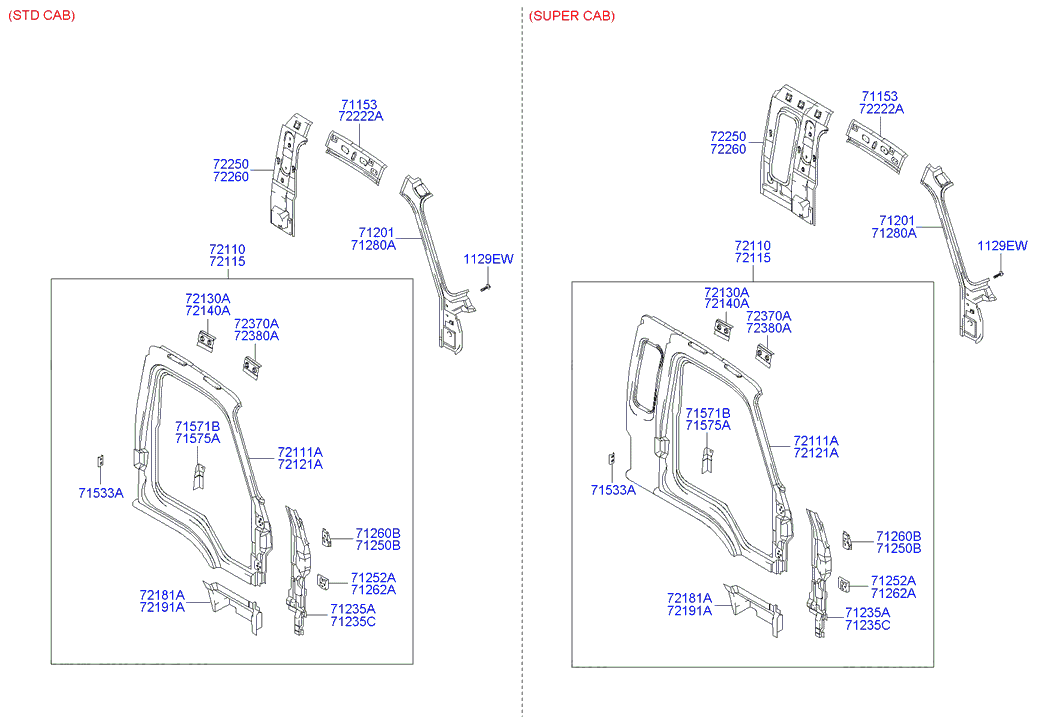 (STD CAB)
71153
72222A
72250
72260
71201
71280A
1129EW
72110
72115
72130A
72140A
72370A
72380A
71571B
71575A
72111A
72121A
71533A
71260B
71250B
71252A
71262A
72181A
72191A
71235A
71235C
(SUPER CAB)
71153
72222A
72250
72260
71201
71280A
1129EW
72110
72115
72130A
72140A
72370A
72380A
71571B
71575A
72111A
72121A
71533A
71260B
71250B
71252A
71262A
72181A
72191A
71235A
71235C